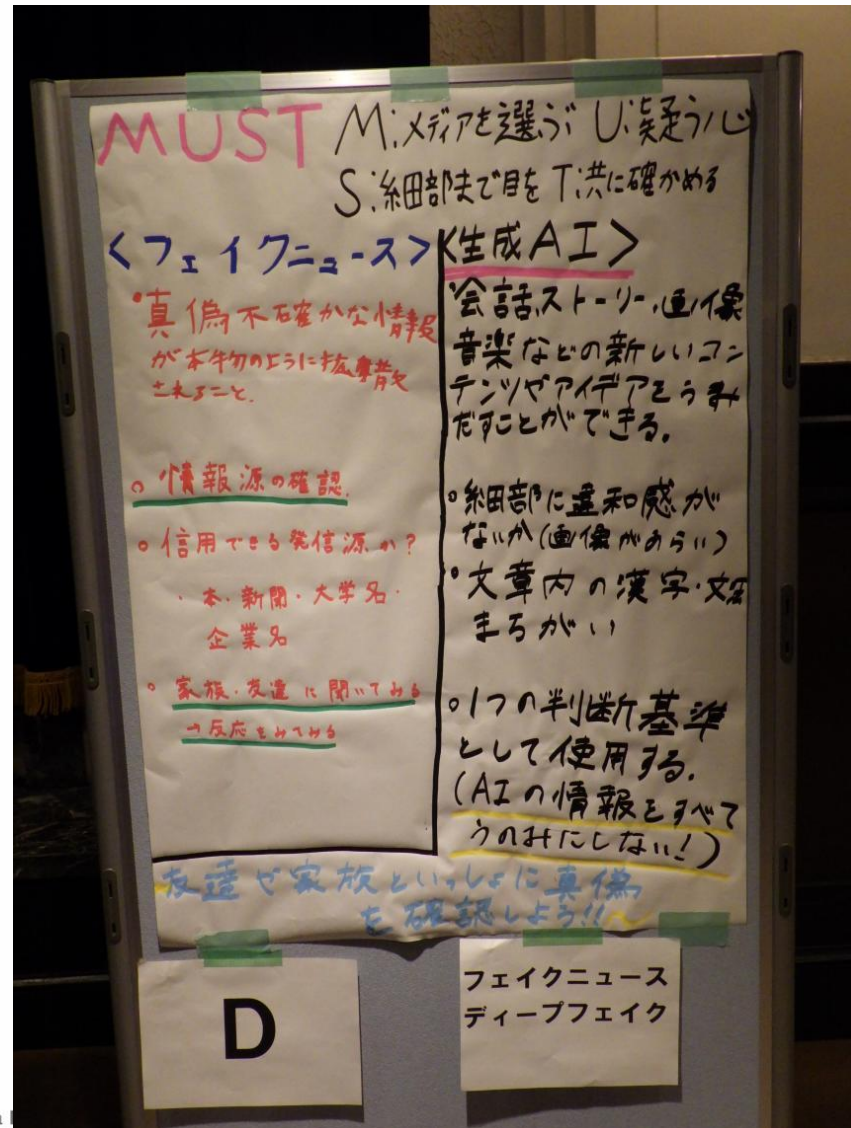 MUST M:メディアを選ぶ U:疑う心
S:細部まで目を T:共に確かめる
<フェイクニュース>
・真偽不確かな情報
が本物のように拡散
されること.
。情報源の確認.
。信用できる発信源か?
・本・新聞・大学名・
企業名
。家族・友達に聞いてみる
→反応をみてみる
<生成AI>
・会話,ストーリー,画像
音楽などの新しいコン
テンツやアイデアをうみ
だすことができる.
。細部に違和感が
ないか(画像があらい)
・文章内の漢字・文法
まちがい
。1つの判断基準
として使用する.
(AIの情報をすべて
うのみにしない!)
友達や家族といっしょに真偽
を確認しよう!!
D
フェイクニュース
ディープフェイク